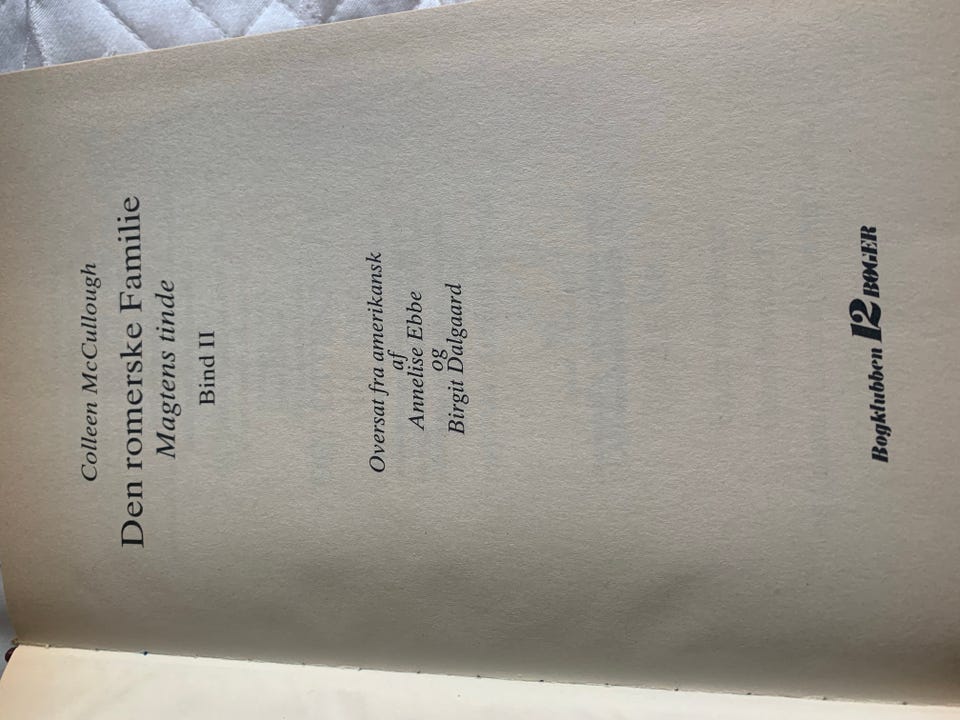 Colleen McCullough
Den romerske Familie
Magtens tinde
Bind II
Oversat fra amerikansk
af
Annelise Ebbe
og
Birgit Dalgaard
Bogklubben 12 BØGER